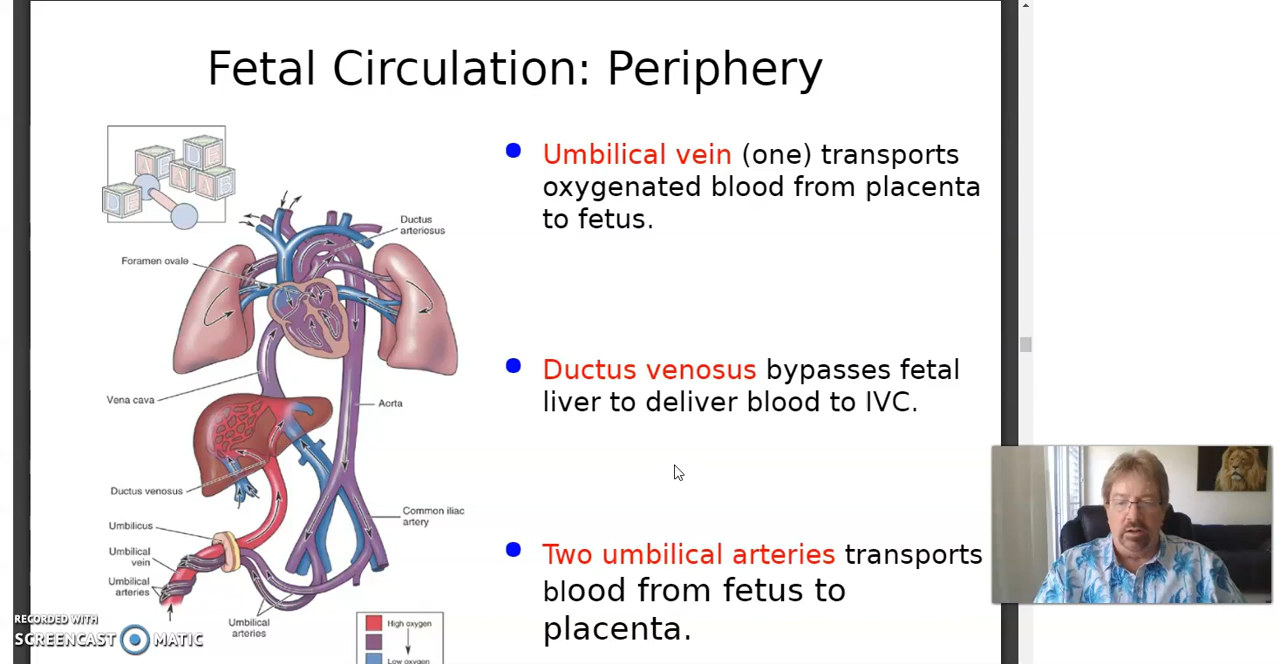 Fetal Circulation: Periphery
Umbilical vein (one) transports
oxygenated blood from placenta
to fetus.
Ductus venosus bypasses fetal
liver to deliver blood to IVC.
Two umbilical arteries transports
blood from fetus to
placenta.
Ductus
arteriosus
Foramen ovale
Vena cava
Aorta
Ductus venosus
Common iliac
artery
Umbilicus
Umbilical
vein
Umbilical
arteries
Umbilical
arteries
High oxygen
Low oxygen
RECORDED WITH
SCREENCAST MATIC